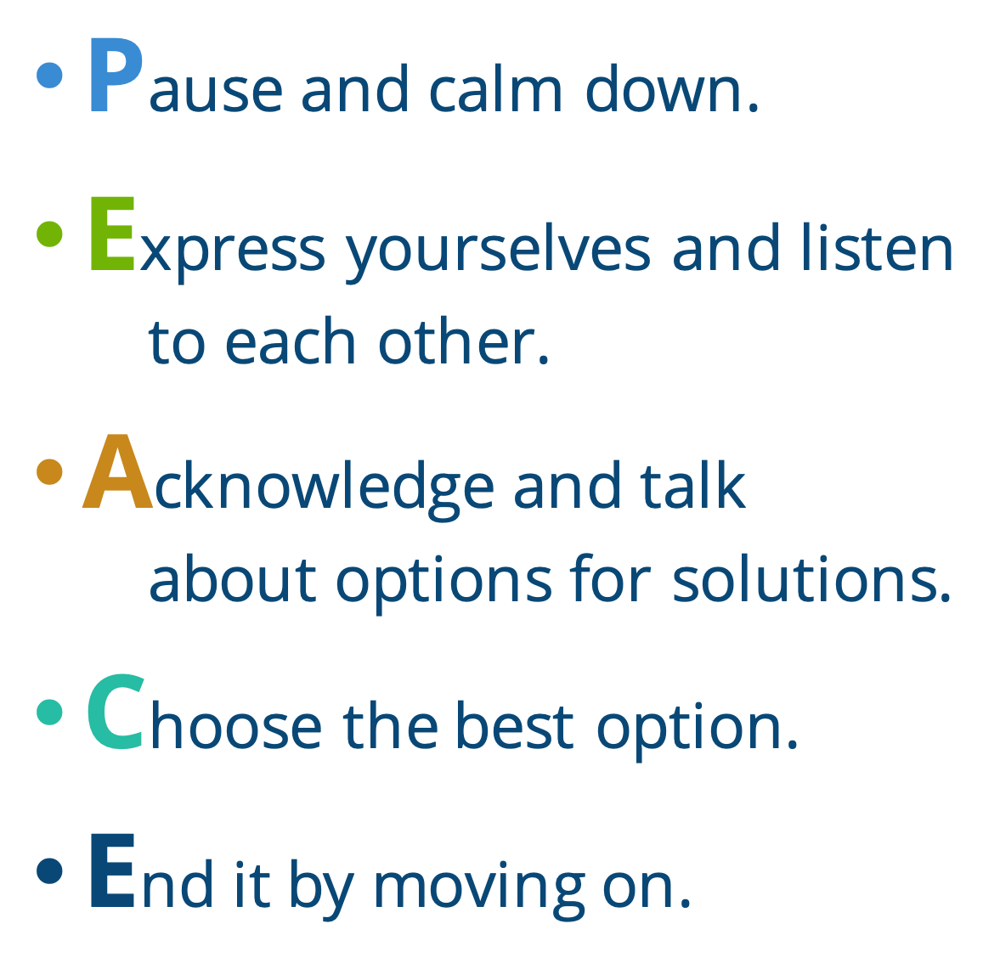 • Pause and calm down.
• Express yourselves and listen
to each other.
• Acknowledge and talk
about options for solutions.
• Choose the best option.
• End it by moving on.